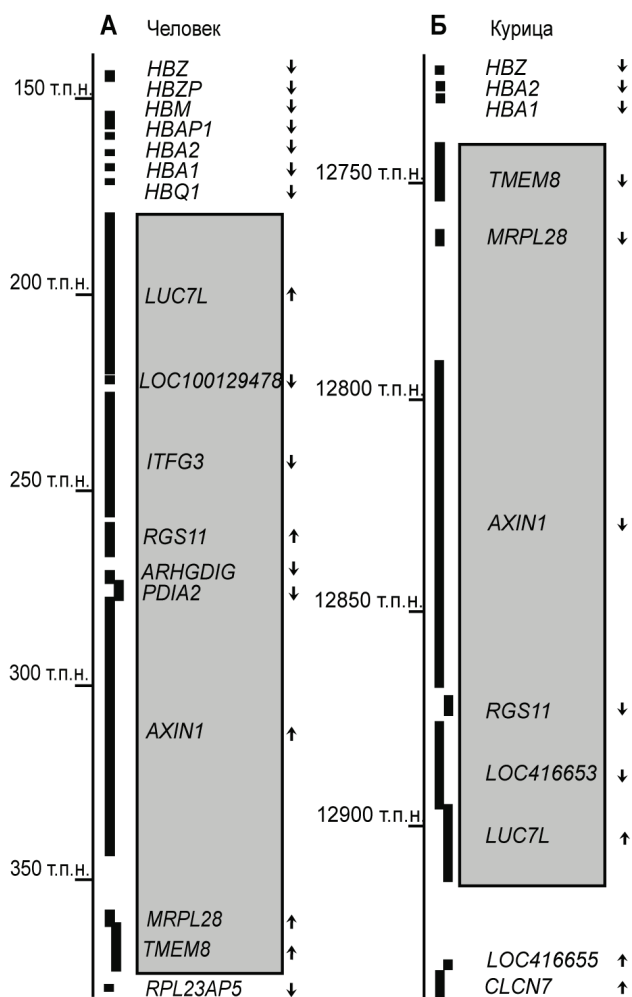 А Человек
150 т.п.н.
HBZ ↓
HBZP ↓
HBM ↓
HBAP1 ↓
HBA2 ↓
HBA1 ↓
HBQ1 ↓
200 т.п.н.
LUC7L ↑
LOC100129478 ↓
ITFG3 ↓
250 т.п.н.
RGS11 ↑
ARHGDIG ↓
PDIA2 ↓
300 т.п.н.
AXIN1 ↑
350 т.п.н.
MRPL28 ↑
TMEM8 ↑
RPL23AP5 ↓
Б Курица
HBZ ↓
HBA2 ↓
HBA1 ↓
12750 т.п.н.
TMEM8 ↓
MRPL28 ↓
12800 т.п.н.
AXIN1 ↓
12850 т.п.н.
RGS11 ↓
LOC416653 ↓
12900 т.п.н.
LUC7L ↑
LOC416655 ↑
CLCN7 ↑